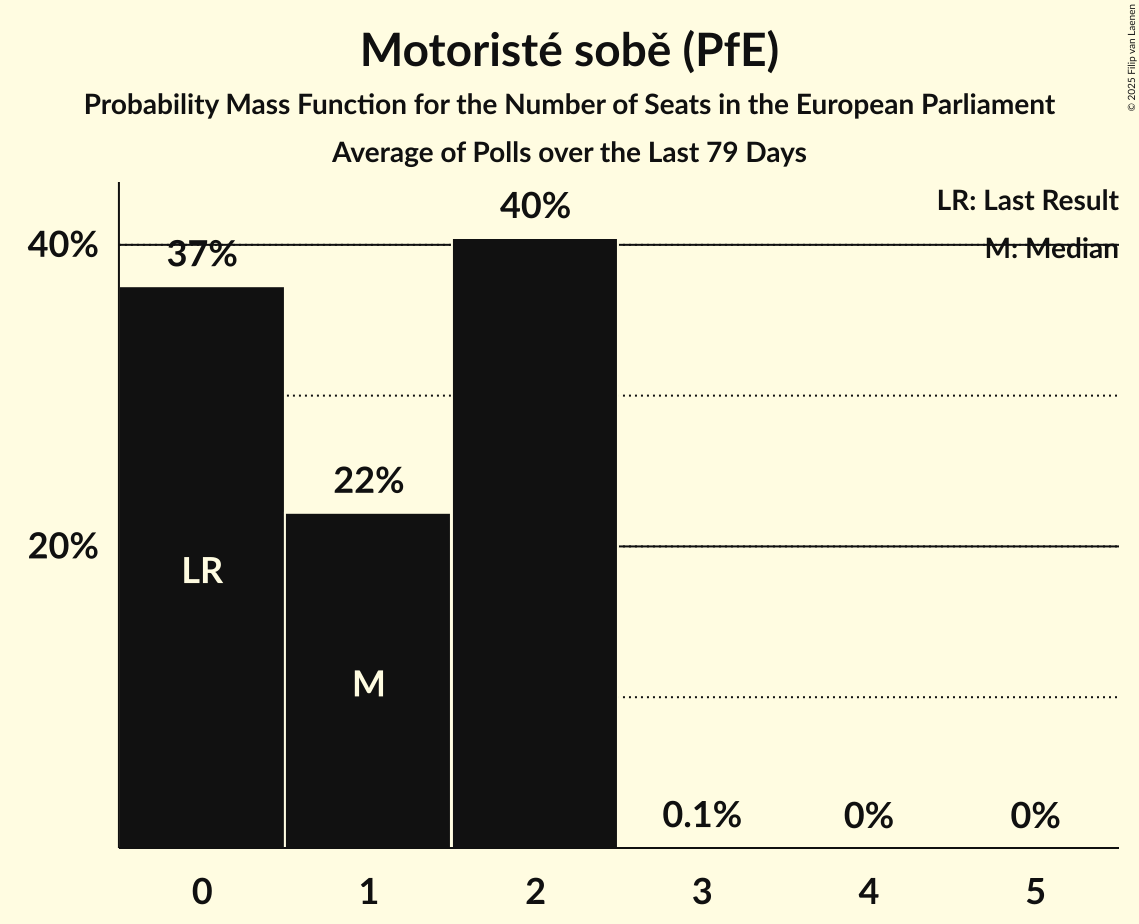 Motoristé sobě (PfE)
Probability Mass Function for the Number of Seats in the European Parliament
Average of Polls over the Last 79 Days
© 2025 Filip van Laenen
LR: Last Result
M: Median
40%
20%
37%
22%
40%
0.1%
0%
0%
LR
M
0
1
2
3
4
5